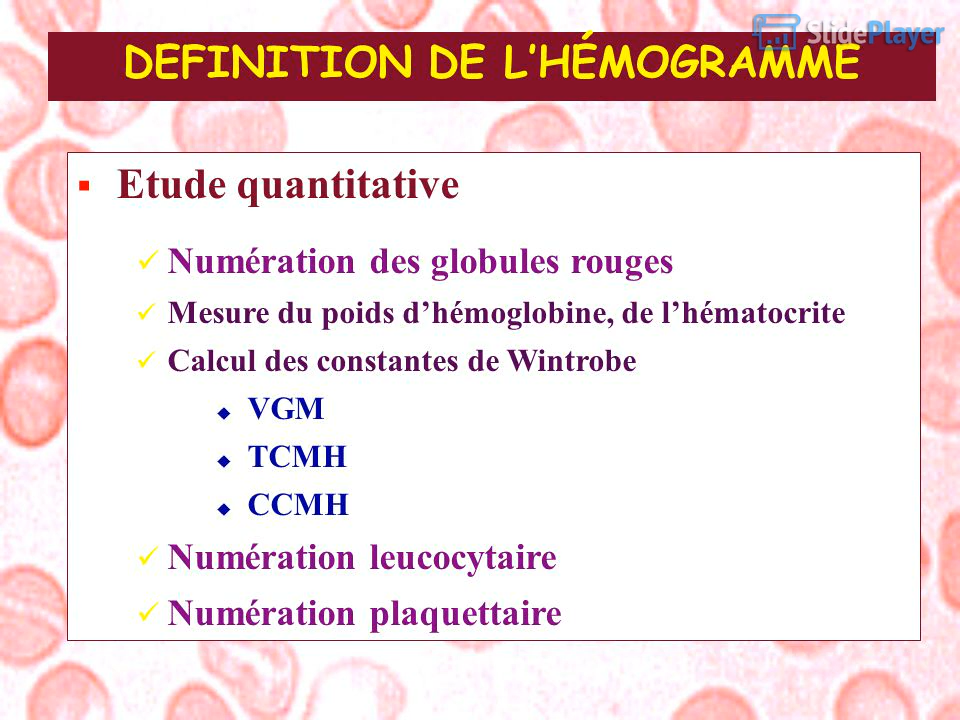 SlidePlayer
DEFINITION DE L’HÉMOGRAMME
Etude quantitative
Numération des globules rouges
Mesure du poids d’hémoglobine, de l’hématocrite
Calcul des constantes de Wintrobe
VGM
TCMH
CCMH
Numération leucocytaire
Numération plaquettaire